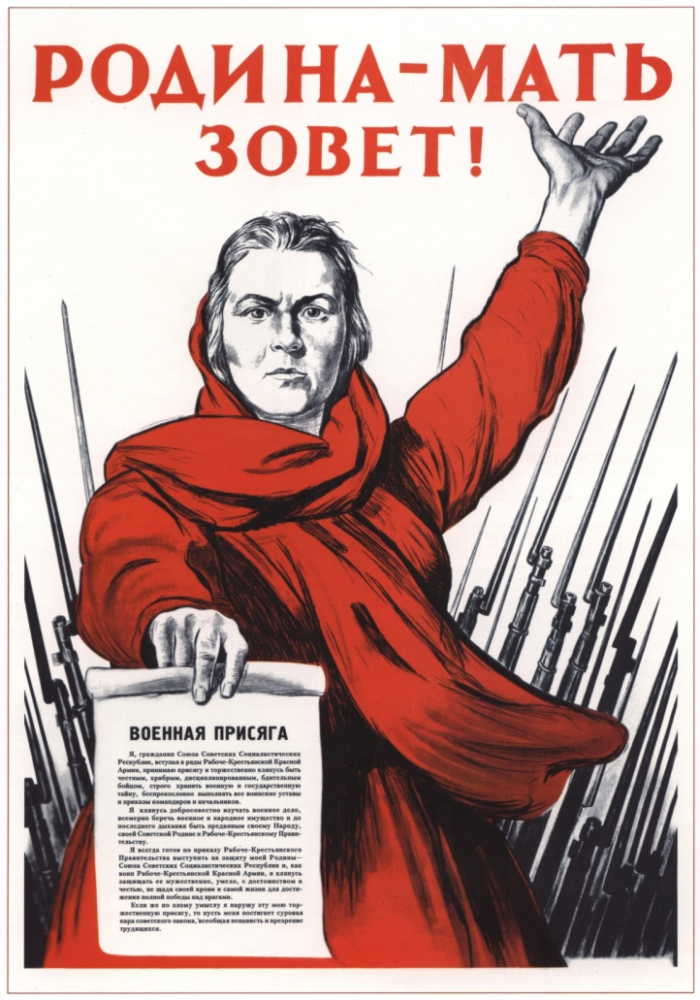 РОДИНА-МАТЬ
ЗОВЕТ!
ВОЕННАЯ ПРИСЯГА
Я, гражданин Союза Советских Социалистических
Республик, вступая в ряды Рабоче-Крестьянской Красной
Армии, принимаю присягу и торжественно клянусь быть
честным, храбрым, дисциплинированным, бдительным
бойцом, строго хранить военную и государственную
тайну, беспрекословно выполнять все воинские уставы
и приказы командиров и начальников.
Я клянусь добросовестно изучать военное дело,
всемерно беречь военное и народное имущество и до
последнего дыхания быть преданным своему Народу,
своей Советской Родине и Рабоче-Крестьянскому Прави-
тельству.
Я всегда готов по приказу Рабоче-Крестьянского
Правительства выступить на защиту моей Родины—
Союза Советских Социалистических Республик и, как
воин Рабоче-Крестьянской Красной Армии, я клянусь
защищать ее мужественно, умело, с достоинством и
честью, не щадя своей крови и самой жизни для дости-
жения полной победы над врагами.
Если же по злому умыслу я нарушу эту мою тор-
жественную присягу, то пусть меня постигнет суровая
кара советского закона, всеобщая ненависть и презрение
трудящихся.